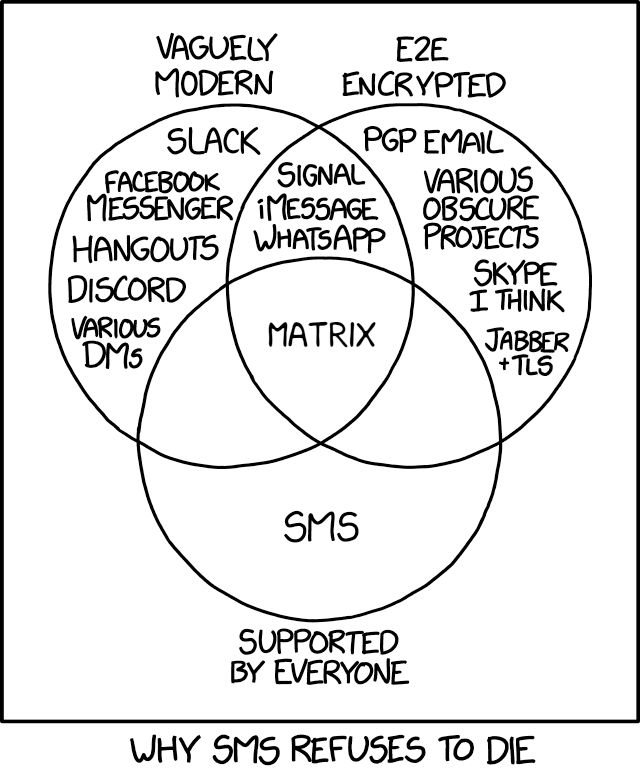 VAGUELY
MODERN
E2E
ENCRYPTED
SLACK
FACEBOOK
MESSENGER
HANGOUTS
DISCORD
VARIOUS
DMs
SIGNAL
iMESSAGE
WHATSAPP
PGP EMAIL
VARIOUS
OBSCURE
PROJECTS
SKYPE
I THINK
JABBER
+TLS
MATRIX
SMS
SUPPORTED
BY EVERYONE
WHY SMS REFUSES TO DIE